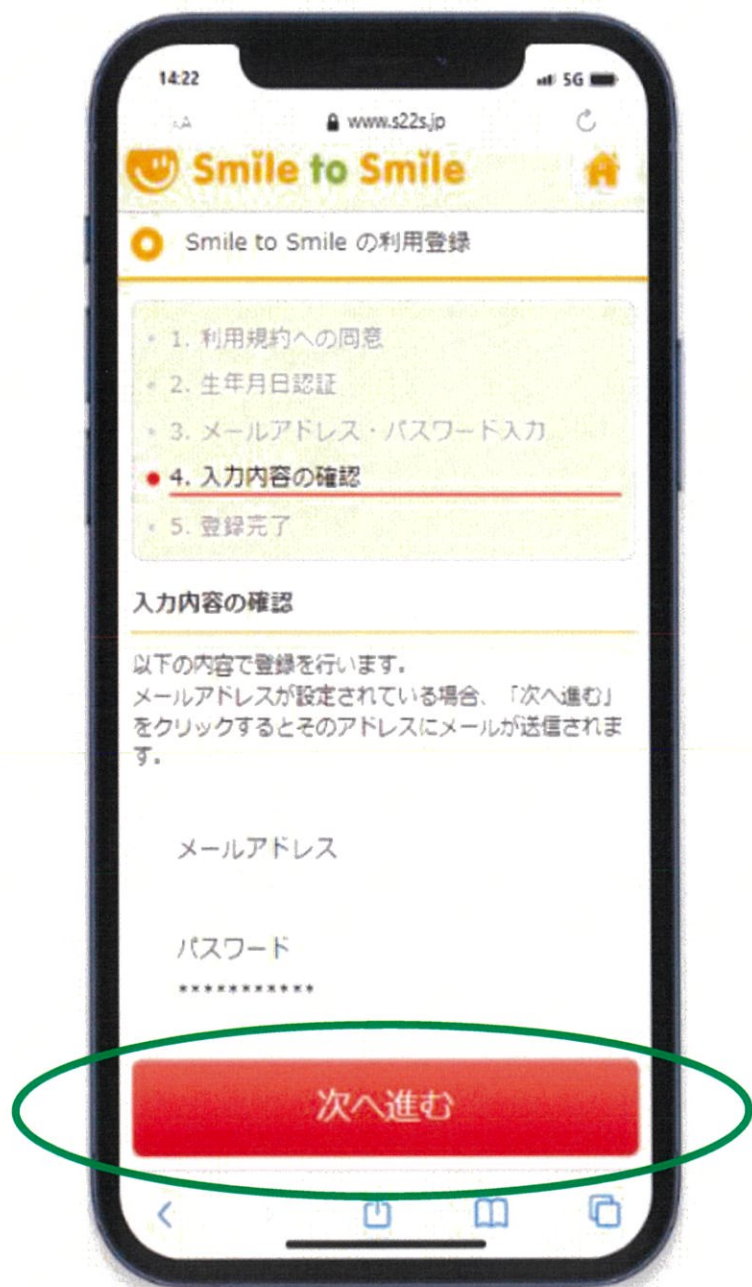 14:22
5G
AA
www.s22s.jp
Smile to Smile
Smile to Smile の利用登録
1. 利用規約への同意
2. 生年月日認証
3. メールアドレス・パスワード入力
4. 入力内容の確認
5. 登録完了
入力内容の確認
以下の内容で登録を行います。
メールアドレスが設定されている場合、「次へ進む」
をクリックするとそのアドレスにメールが送信されま
す。
メールアドレス
パスワード
***********
次へ進む